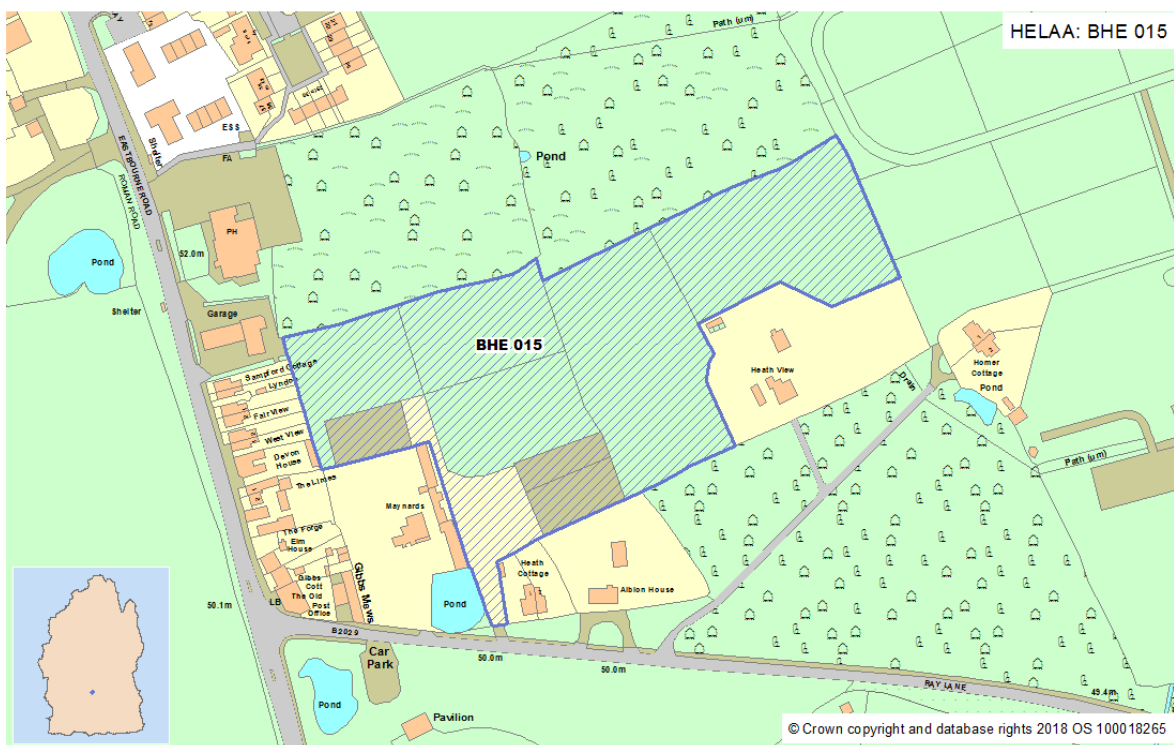 HELAA: BHE 015
Path (um)
ESS
Shelter
FA
EASTBOURNE ROAD
ROMAN ROAD
Pond
PH
52.0m
Pond
Shelter
Garage
BHE 015
Sampford Cottage
Lyndon
Fair View
West View
Devon House
The Limes
Maynards
The Forge
Elm House
Gibbs Cott
The Old Post Office
Gibbs Mews
LB
50.1m
Heath View
Drain
Homer Cottage
Pond
Path (um)
Heath Cottage
Albion House
Pond
B2029
Car Park
50.0m
50.0m
RAY LANE
49.4m
Pond
Pavilion
© Crown copyright and database rights 2018 OS 100018265